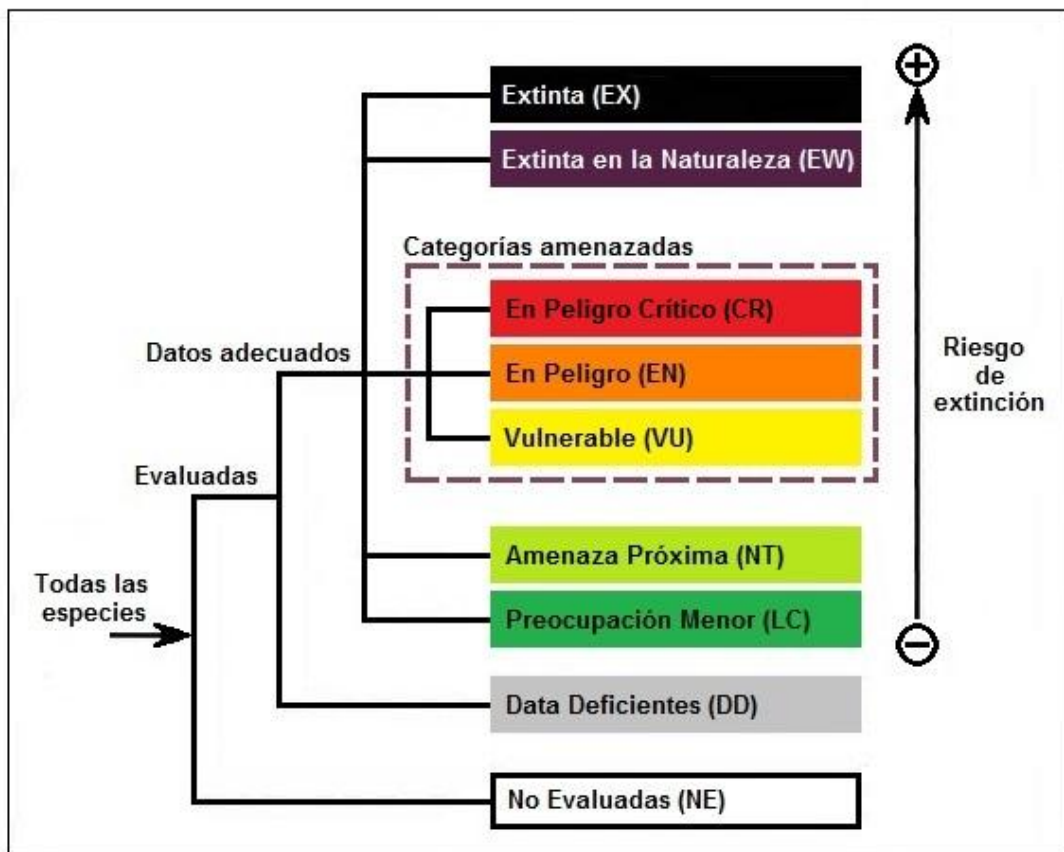 Extinta (EX)
Extinta en la Naturaleza (EW)
Categorías amenazadas
En Peligro Crítico (CR)
Datos adecuados
En Peligro (EN)
Riesgo
de
extinción
Vulnerable (VU)
Evaluadas
Amenaza Próxima (NT)
Todas las
especies
Preocupación Menor (LC)
Data Deficientes (DD)
No Evaluadas (NE)